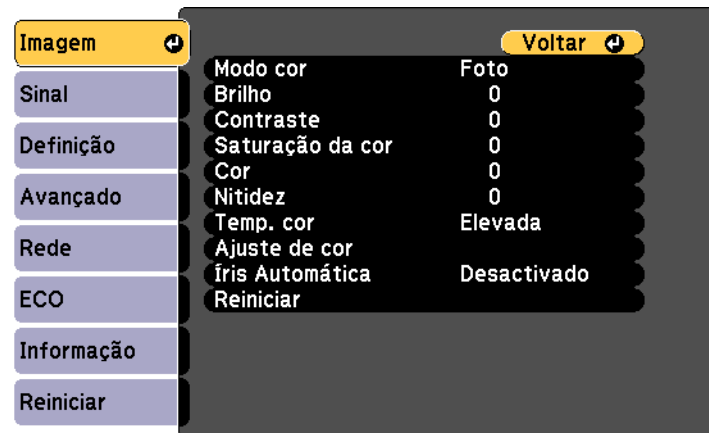 Imagem
Sinal
Definição
Avançado
Rede
ECO
Informação
Reiniciar
Voltar
Modo cor Foto
Brilho 0
Contraste 0
Saturação da cor 0
Cor 0
Nitidez 0
Temp. cor Elevada
Ajuste de cor
Íris Automática Desactivado
Reiniciar